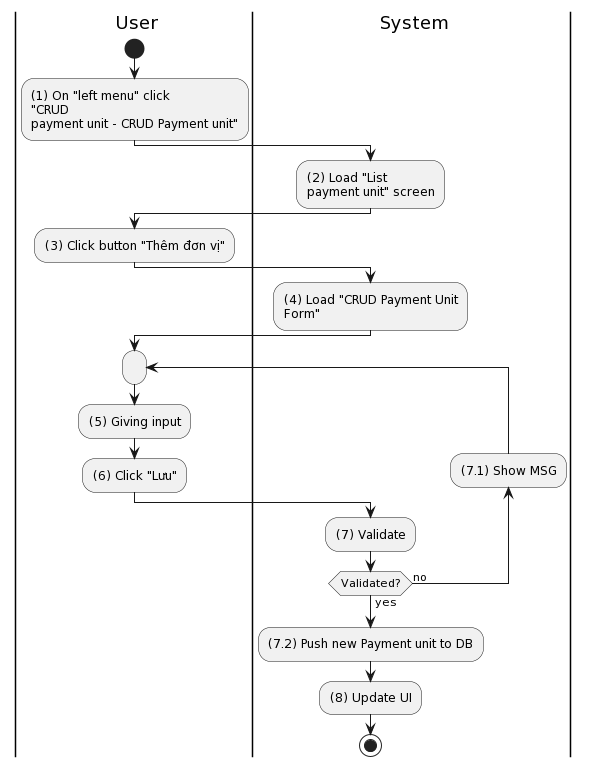 User
System
(1) On "left menu" click
"CRUD
payment unit - CRUD Payment unit"
(2) Load "List
payment unit" screen
(3) Click button "Thêm đơn vị"
(4) Load "CRUD Payment Unit
Form"
(5) Giving input
(6) Click "Lưu"
(7.1) Show MSG
(7) Validate
Validated?
no
yes
(7.2) Push new Payment unit to DB
(8) Update UI